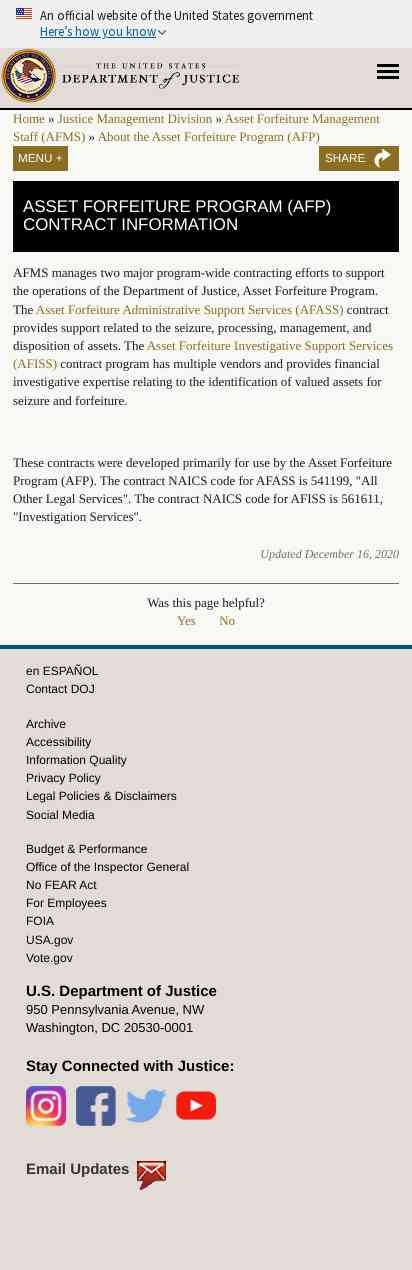 An official website of the United States government
Here's how you know
THE UNITED STATES
DEPARTMENT of JUSTICE
Home » Justice Management Division » Asset Forfeiture Management
Staff (AFMS) » About the Asset Forfeiture Program (AFP)
MENU +
SHARE
ASSET FORFEITURE PROGRAM (AFP)
CONTRACT INFORMATION
AFMS manages two major program-wide contracting efforts to support
the operations of the Department of Justice, Asset Forfeiture Program.
The Asset Forfeiture Administrative Support Services (AFASS) contract
provides support related to the seizure, processing, management, and
disposition of assets. The Asset Forfeiture Investigative Support Services
(AFISS) contract program has multiple vendors and provides financial
investigative expertise relating to the identification of valued assets for
seizure and forfeiture.
These contracts were developed primarily for use by the Asset Forfeiture
Program (AFP). The contract NAICS code for AFASS is 541199, "All
Other Legal Services". The contract NAICS code for AFISS is 561611,
"Investigation Services".
Updated December 16, 2020
Was this page helpful?
Yes No
en ESPAÑOL
Contact DOJ
Archive
Accessibility
Information Quality
Privacy Policy
Legal Policies & Disclaimers
Social Media
Budget & Performance
Office of the Inspector General
No FEAR Act
For Employees
FOIA
USA.gov
Vote.gov
U.S. Department of Justice
950 Pennsylvania Avenue, NW
Washington, DC 20530-0001
Stay Connected with Justice:
Email Updates